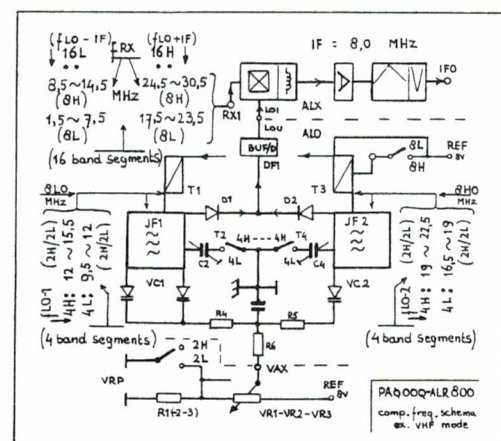 (fLO-IF) RX (fLO+IF)
16L 16H
IF = 8,0 MHz
IFO
8,5~14,5 MHz 24,5~30,5
(8H) (8H)
1,5~7,5 17,5~23,5
(8L) (8L)
RX1
LO1
ALX
LOU
ALO
(16 band segments)
BUF/D
DF1
8L
8H
REF
8V
T1
T3
8LO
MHz
8HO
MHz
D1
D2
JF1
JF2
T2
4H----4H
T4
C2
4L
4L
C4
VC1
VC2
LO-1
4H: 12 ~ 15,5
(2H/2L)
4L: 9,5 ~ 12
(2H/2L)
(4 band segments)
LO-2
4H: 19 ~ 22,5
(2H/2L)
4L: 16,5 ~ 19
(2H/2L)
(4 band segments)
R4
R5
R6
2H
2L
VAX
VRP
REF
8V
R1(-2-3)
VR1-VR2-VR3
PAØØØQ-ALR800
comp. freq. schema
ex. VHF mode